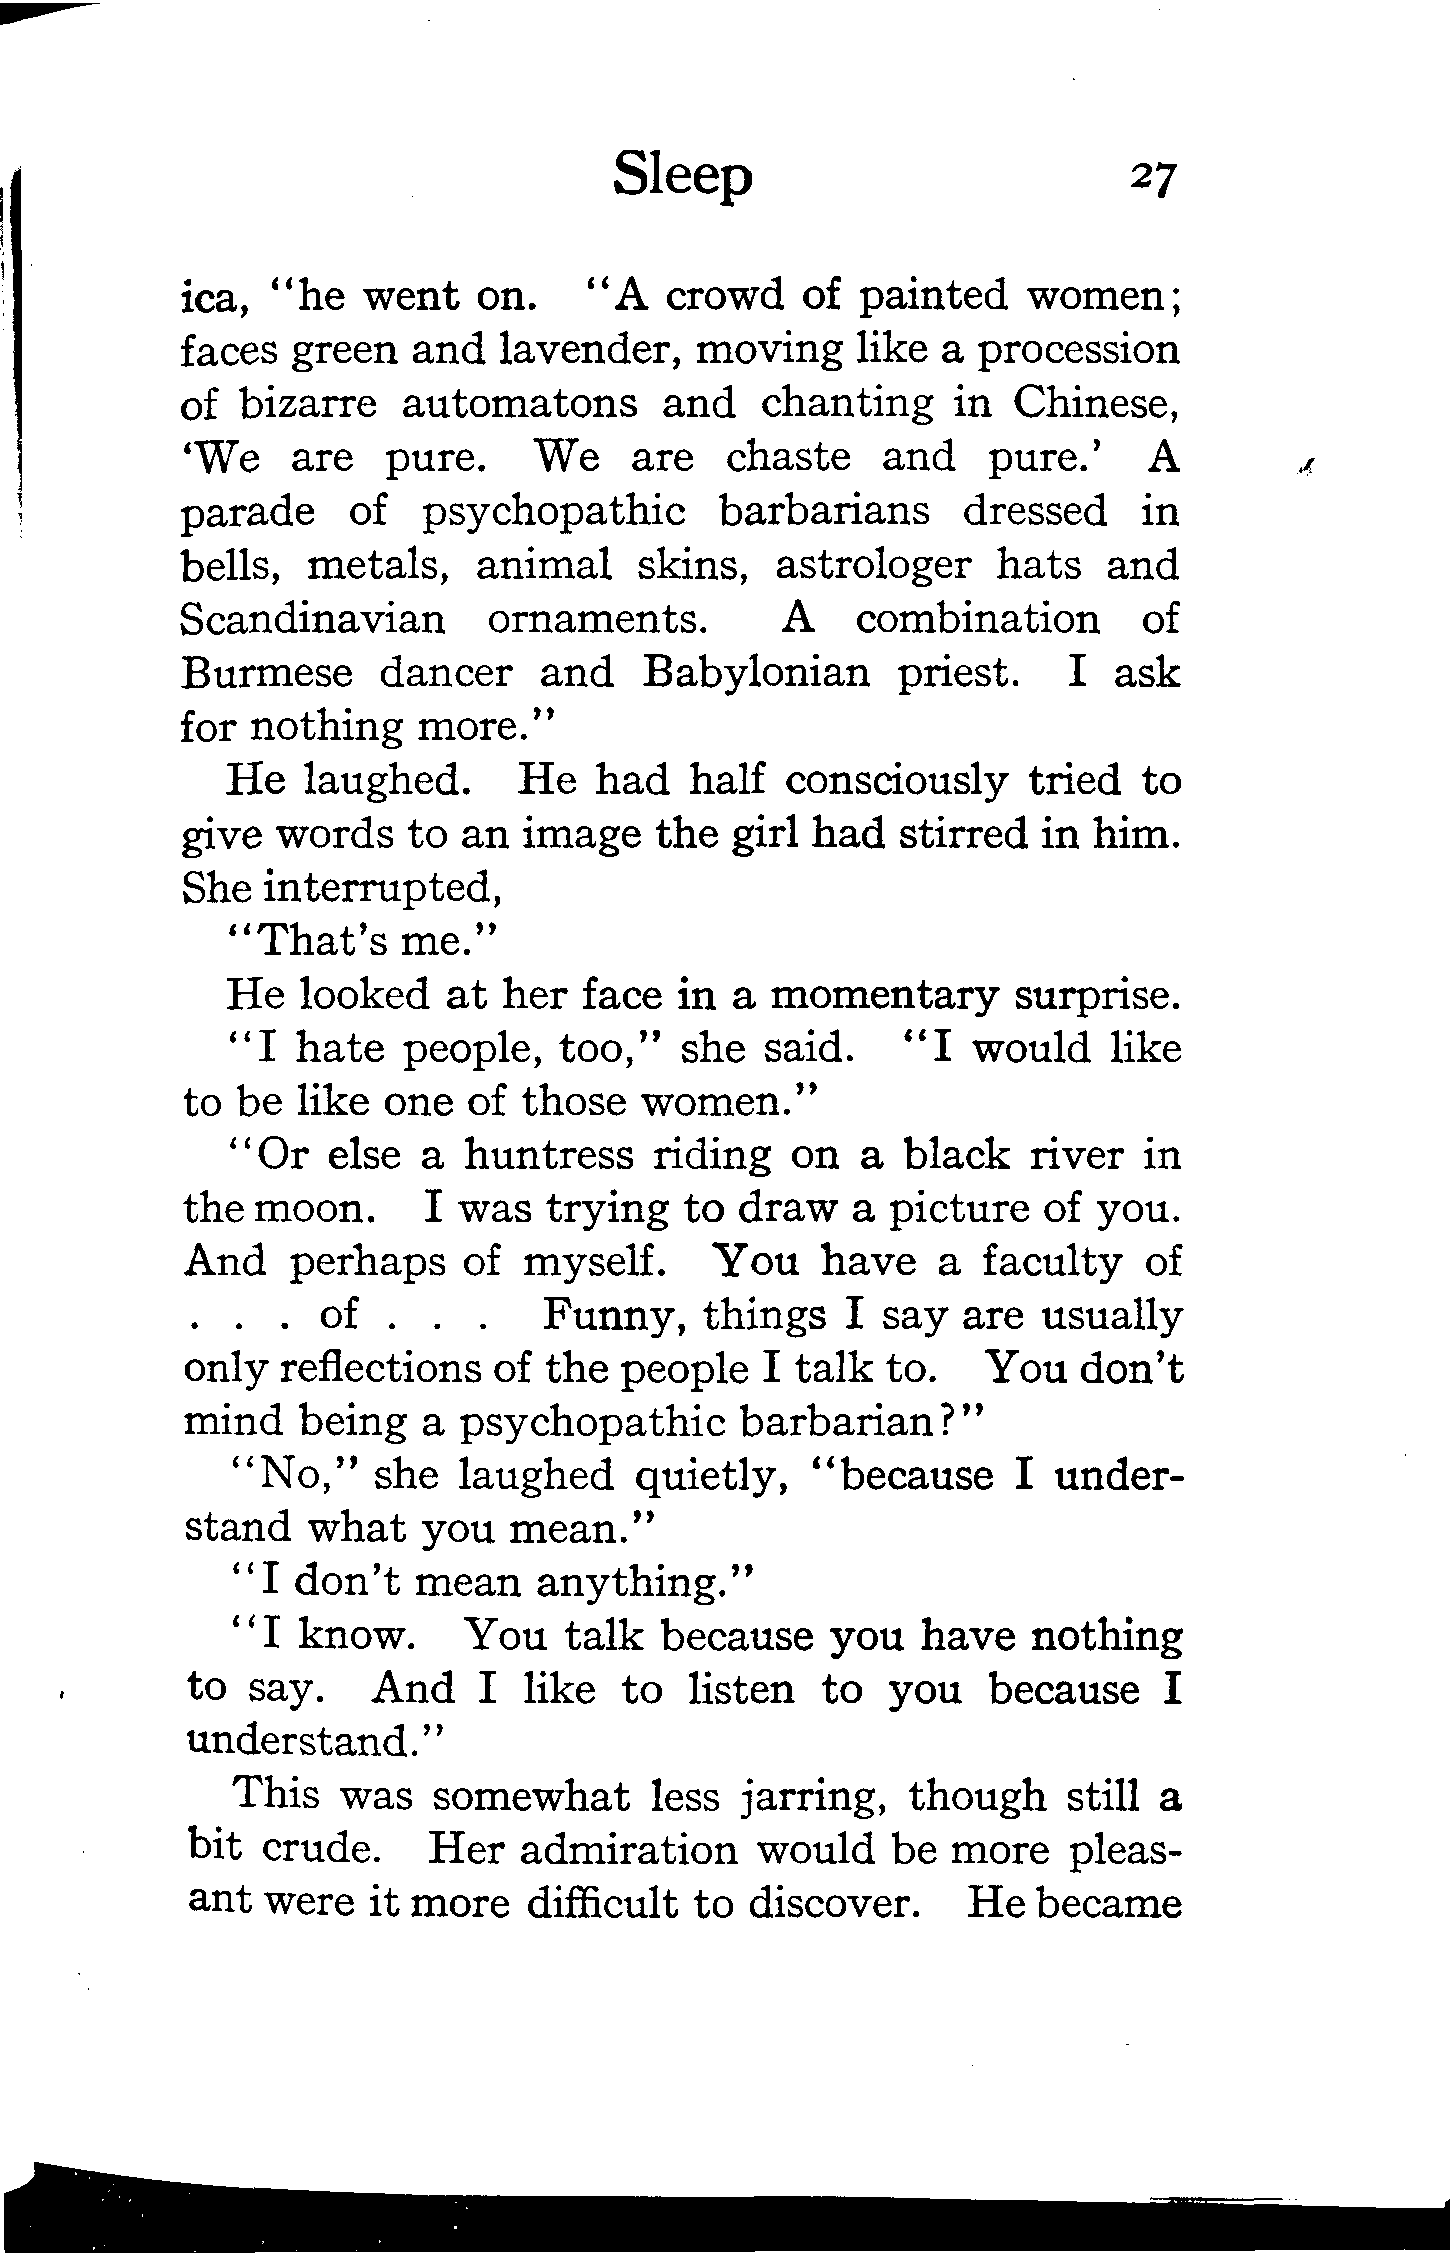 Sleep 27
ica, "he went on. "A crowd of painted women;
faces green and lavender, moving like a procession
of bizarre automatons and chanting in Chinese,
'We are pure. We are chaste and pure.' A
parade of psychopathic barbarians dressed in
bells, metals, animal skins, astrologer hats and
Scandinavian ornaments. A combination of
Burmese dancer and Babylonian priest. I ask
for nothing more."
He laughed. He had half consciously tried to
give words to an image the girl had stirred in him.
She interrupted,
"That's me."
He looked at her face in a momentary surprise.
"I hate people, too," she said. "I would like
to be like one of those women."
"Or else a huntress riding on a black river in
the moon. I was trying to draw a picture of you.
And perhaps of myself. You have a faculty of
. . . of . . . Funny, things I say are usually
only reflections of the people I talk to. You don't
mind being a psychopathic barbarian?"
"No," she laughed quietly, "because I under-
stand what you mean."
"I don't mean anything."
"I know. You talk because you have nothing
to say. And I like to listen to you because I
understand."
This was somewhat less jarring, though still a
bit crude. Her admiration would be more pleas-
ant were it more difficult to discover. He became